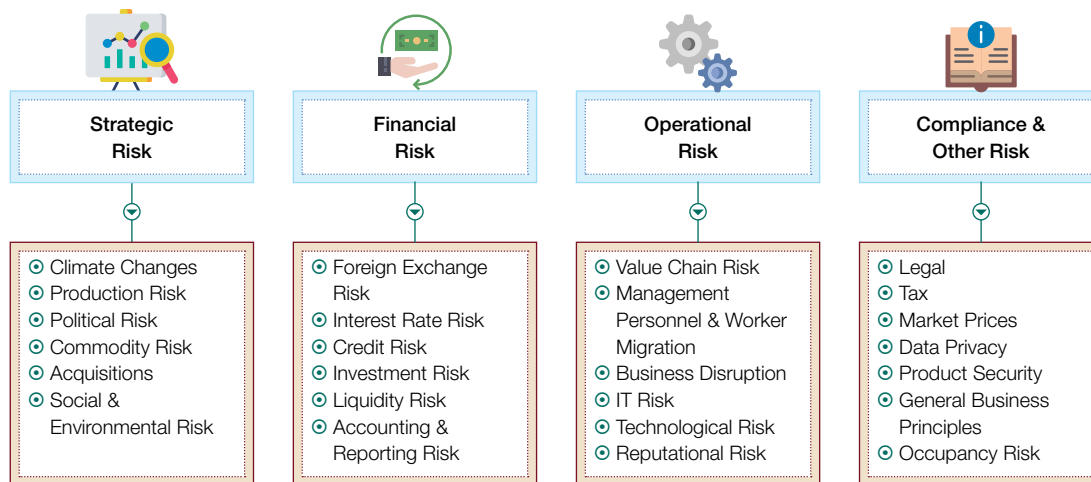 Strategic
Risk
Climate Changes
Production Risk
Political Risk
Commodity Risk
Acquisitions
Social &
Environmental Risk
Financial
Risk
Foreign Exchange
Risk
Interest Rate Risk
Credit Risk
Investment Risk
Liquidity Risk
Accounting &
Reporting Risk
Operational
Risk
Value Chain Risk
Management
Personnel & Worker
Migration
Business Disruption
IT Risk
Technological Risk
Reputational Risk
i
Compliance &
Other Risk
Legal
Tax
Market Prices
Data Privacy
Product Security
General Business
Principles
Occupancy Risk